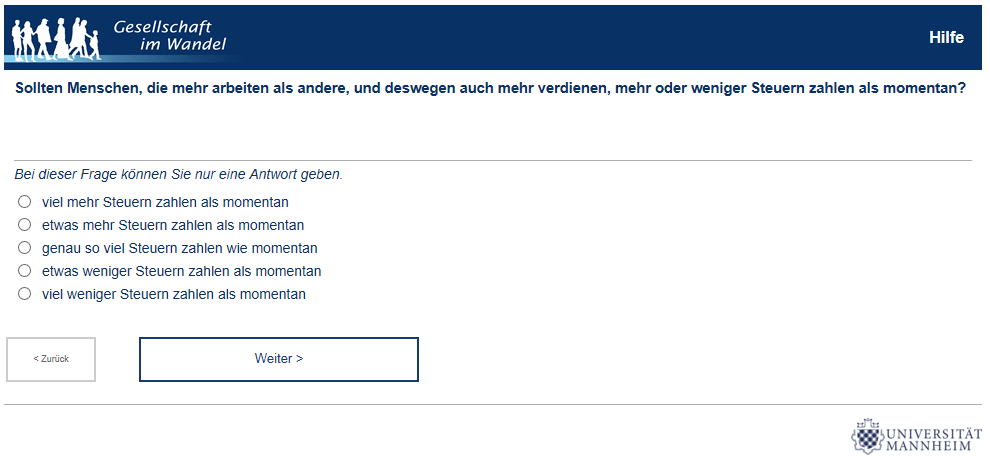 Gesellschaft
im Wandel
Hilfe
Sollten Menschen, die mehr arbeiten als andere, und deswegen auch mehr verdienen, mehr oder weniger Steuern zahlen als momentan?
Bei dieser Frage können Sie nur eine Antwort geben.
viel mehr Steuern zahlen als momentan
etwas mehr Steuern zahlen als momentan
genau so viel Steuern zahlen wie momentan
etwas weniger Steuern zahlen als momentan
viel weniger Steuern zahlen als momentan
< Zurück
Weiter >
UNIVERSITÄT
MANNHEIM